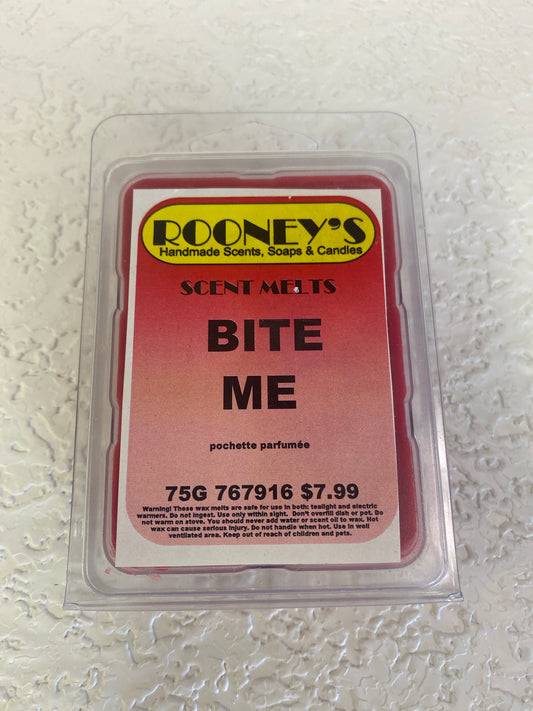 ROONEY'S
Handmade Scents, Soaps & Candles
SCENT MELTS
BITE
ME
pochette parfumée
75G 767916 $7.99
Warning! These wax melts are safe for use in both: tealight and electric
warmers. Do not ingest. Use only within sight. Don't overfill dish or pot. Do
not warm on stove. You should never add water or scent oil to wax. Hot
wax can cause serious injury. Do not handle when hot. Use in well
ventilated area. Keep out of reach of children and pets.